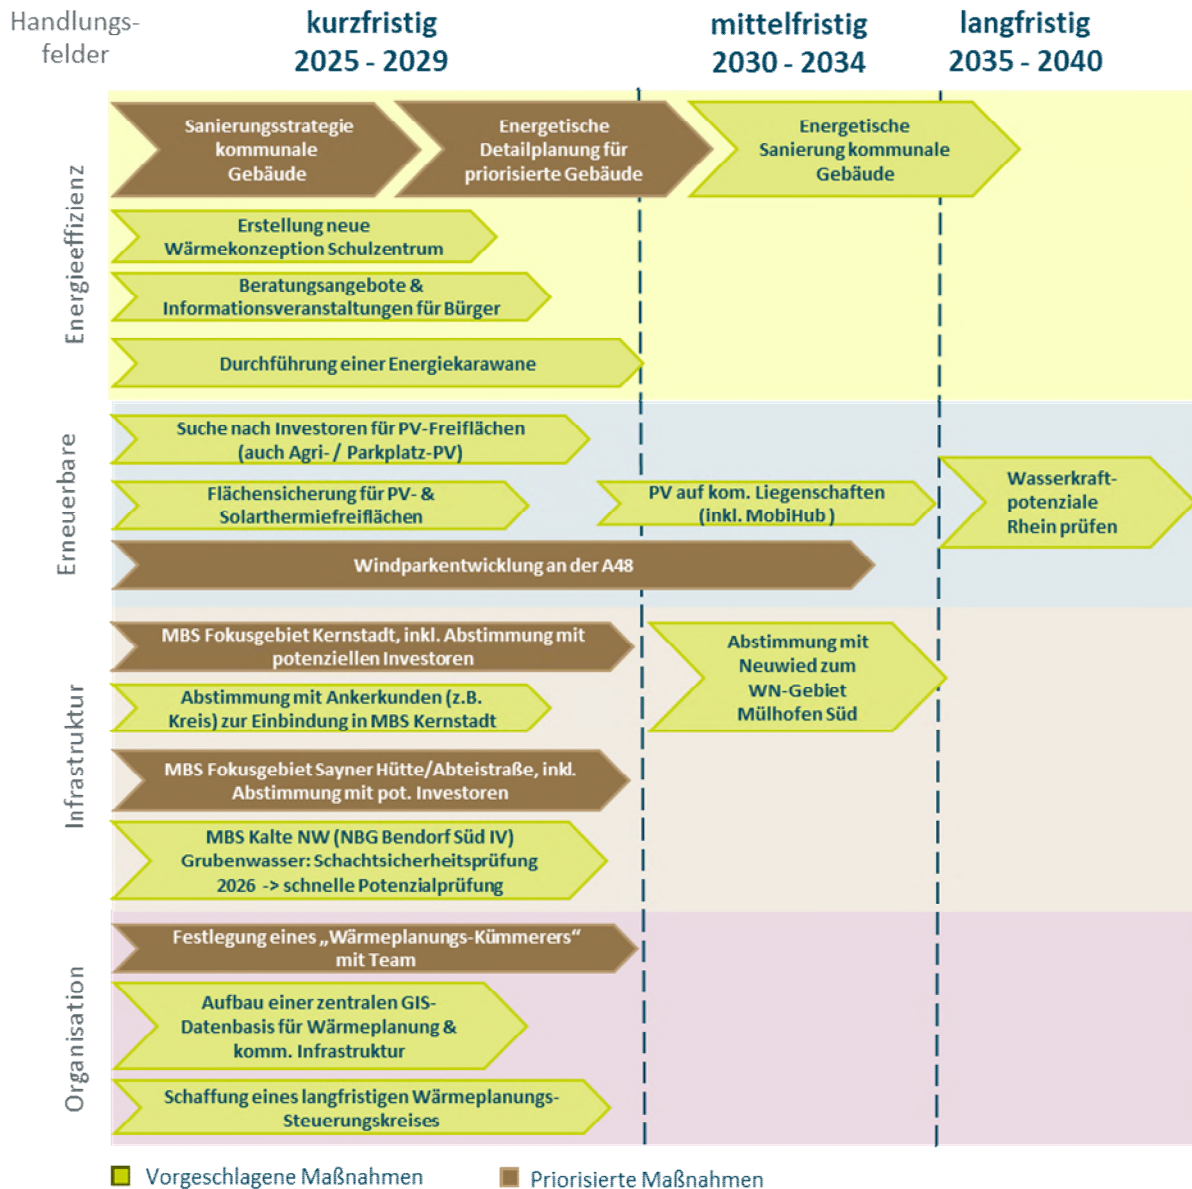 Handlungs-
felder
kurzfristig
2025 - 2029
mittelfristig
2030 - 2034
langfristig
2035 - 2040
Energieeffizienz
Sanierungsstrategie
kommunale
Gebäude
Energetische
Detailplanung für
priorisierte Gebäude
Energetische
Sanierung kommunale
Gebäude
Erstellung neue
Wärmekonzeption Schulzentrum
Beratungsangebote &
Informationsveranstaltungen für Bürger
Durchführung einer Energiekarawane
Erneuerbare
Suche nach Investoren für PV-Freiflächen
(auch Agri- / Parkplatz-PV)
Flächensicherung für PV- &
Solarthermiefreiflächen
PV auf kom. Liegenschaften
(inkl. MobiHub )
Wasserkraft-
potenziale
Rhein prüfen
Windparkentwicklung an der A48
Infrastruktur
MBS Fokusgebiet Kernstadt, inkl. Abstimmung mit
potenziellen Investoren
Abstimmung mit
Neuwied zum
WN-Gebiet
Mülhofen Süd
Abstimmung mit Ankerkunden (z.B.
Kreis) zur Einbindung in MBS Kernstadt
MBS Fokusgebiet Sayner Hütte/Abteistraße, inkl.
Abstimmung mit pot. Investoren
MBS Kalte NW (NBG Bendorf Süd IV)
Grubenwasser: Schachtsicherheitsprüfung
2026 -> schnelle Potenzialprüfung
Organisation
Festlegung eines „Wärmeplanungs-Kümmerers“
mit Team
Aufbau einer zentralen GIS-
Datenbasis für Wärmeplanung &
komm. Infrastruktur
Schaffung eines langfristigen Wärmeplanungs-
Steuerungskreises
Vorgeschlagene Maßnahmen
Priorisierte Maßnahmen